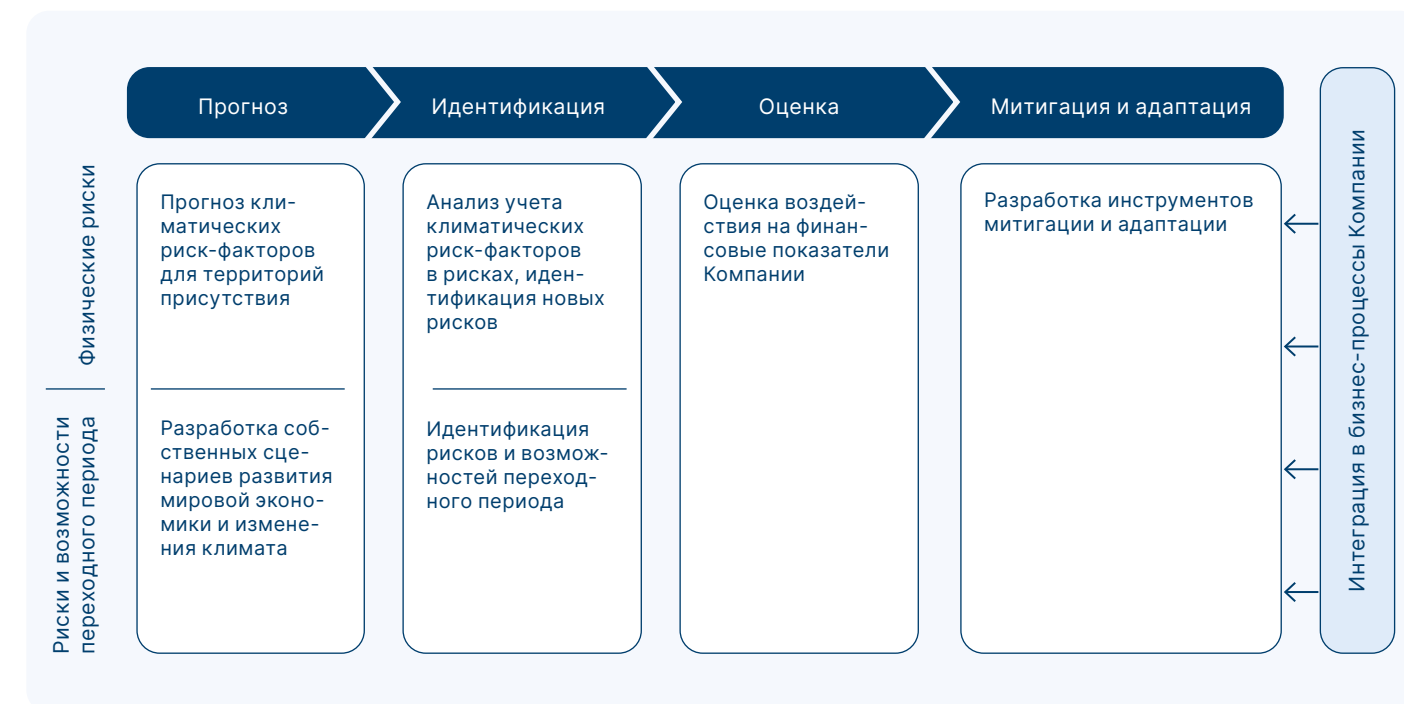 Прогноз
Идентификация
Оценка
Митигация и адаптация
Физические риски
Прогноз кли-
матических
риск-факторов
для территорий
присутствия
Анализ учета
климатических
риск-факторов
в рисках, иден-
тификация новых
рисков
Оценка воздей-
ствия на финан-
совые показатели
Компании
Разработка инструментов
митигации и адаптации
Риски и возможности
переходного периода
Разработка соб-
ственных сце-
нариев развития
мировой эконо-
мики и измене-
ния климата
Идентификация
рисков и возмож-
ностей переход-
ного периода
Интеграция в бизнес-процессы Компании